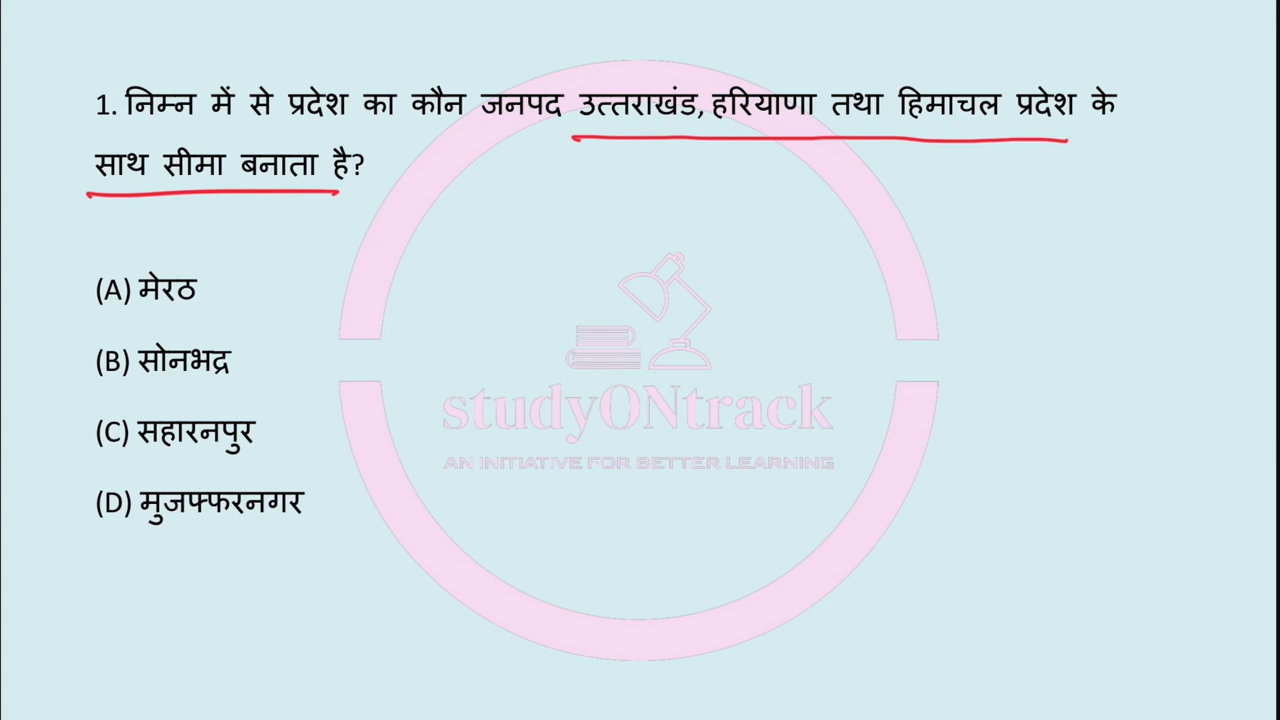 1. निम्न में से प्रदेश का कौन जनपद उत्तराखंड, हरियाणा तथा हिमाचल प्रदेश के
साथ सीमा बनाता है?
(A) मेरठ
(B) सोनभद्र
(C) सहारनपुर
(D) मुजफ्फरनगर
studyONtrack
AN INITIATIVE FOR BETTER LEARNING